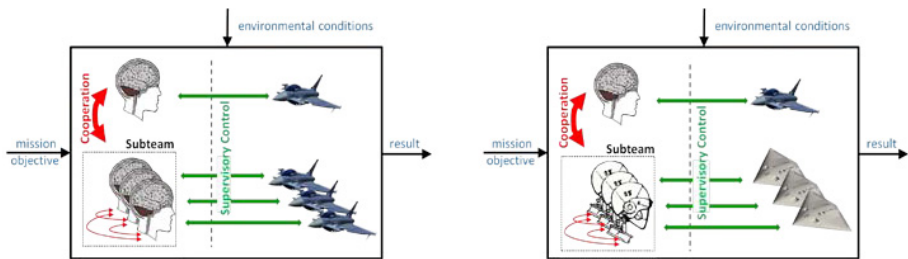 environmental conditions
Cooperation
Supervisory Control
mission
objective
Subteam
result
environmental conditions
Cooperation
Supervisory Control
mission
objective
Subteam
result